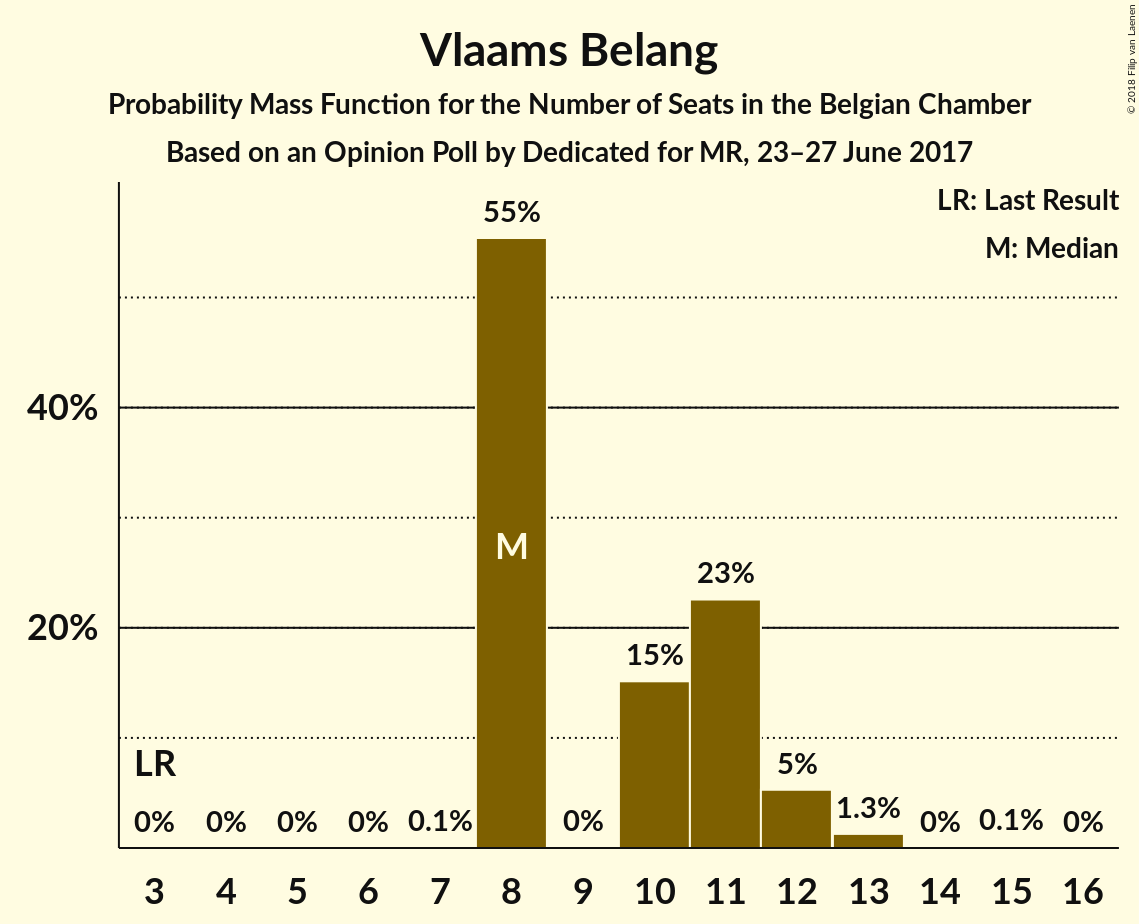 Vlaams Belang
Probability Mass Function for the Number of Seats in the Belgian Chamber
Based on an Opinion Poll by Dedicated for MR, 23–27 June 2017
© 2018 Filip van Laenen
LR: Last Result
M: Median
55%
40%
M
23%
20%
15%
LR
5%
0% 0% 0% 0% 0.1% 0% 1.3% 0% 0.1% 0%
3 4 5 6 7 8 9 10 11 12 13 14 15 16